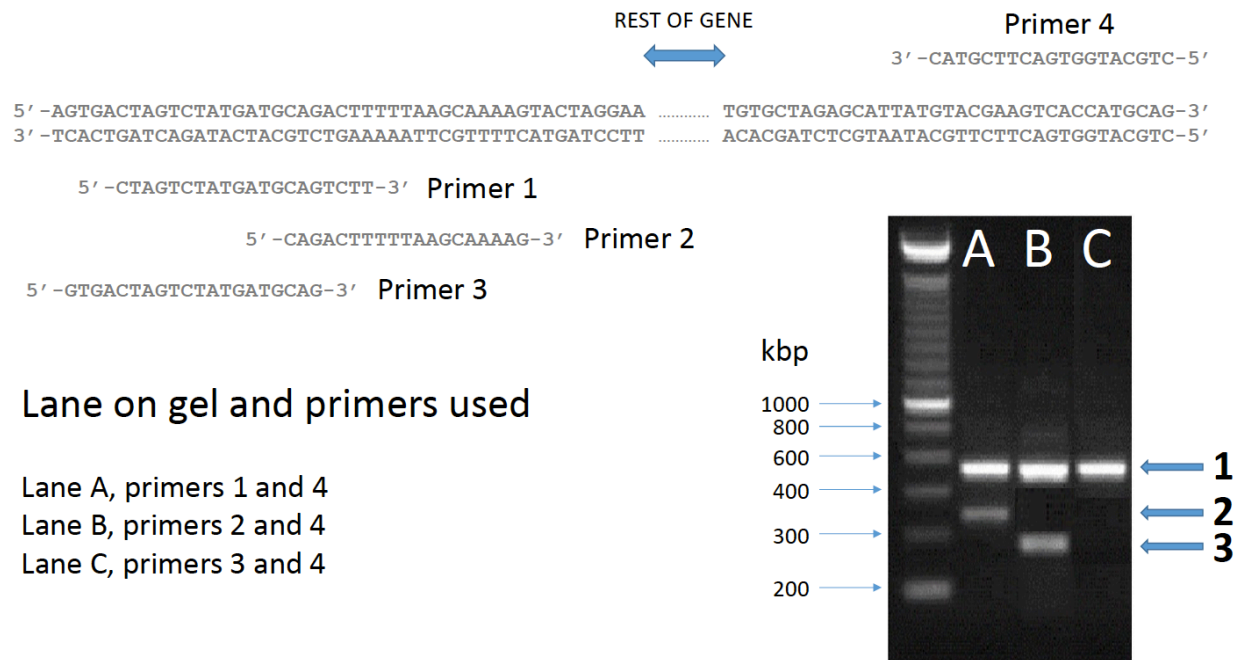 REST OF GENE
Primer 4
3’-CATGCTTCAGTGGTACGTC-5’
5’-AGTGACTAGTCTATGATGCAGACTTTTTAAGCAAAAGTACTAGGAA ............ TGTGCTAGAGCATTATGTACGAAGTCACCATGCAG-3’
3’-TCACTGATCAGATACTACGTCTGAAAAATTCGTTTTCATGATCCTT ............ ACACGATCTCGTAATACGTTCTTCAGTGGTACGTC-5’
5’-CTAGTCTATGATGCAGTCTT-3’ Primer 1
5’-CAGACTTTTTAAGCAAAAG-3’ Primer 2
5’-GTGACTAGTCTATGATGCAG-3’ Primer 3
Lane on gel and primers used
Lane A, primers 1 and 4
Lane B, primers 2 and 4
Lane C, primers 3 and 4
A B C
kbp
1000
800
600
400
300
200
1
2
3